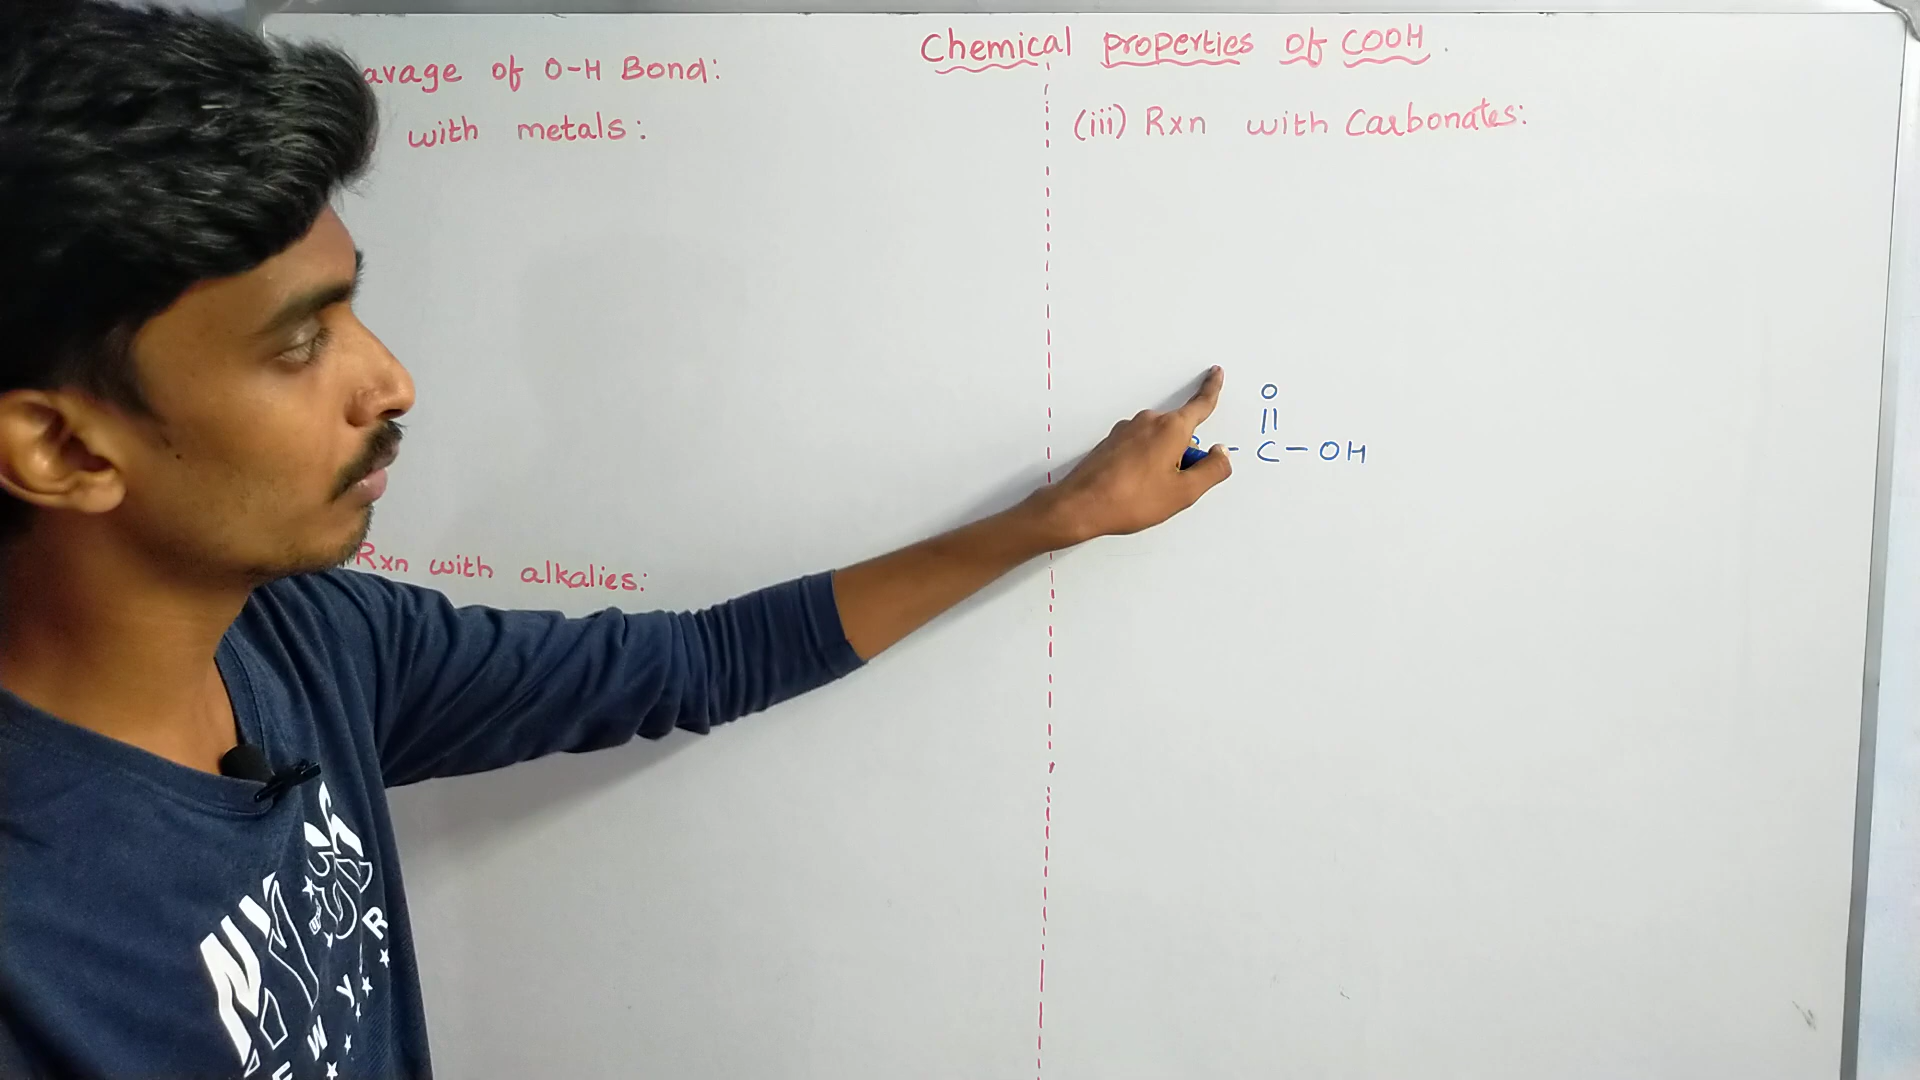 Chemical properties of COOH.
avage of O-H Bond:
with metals:
Rxn with alkalies:
(iii) Rxn with Carbonates:
O
||
- C - OH